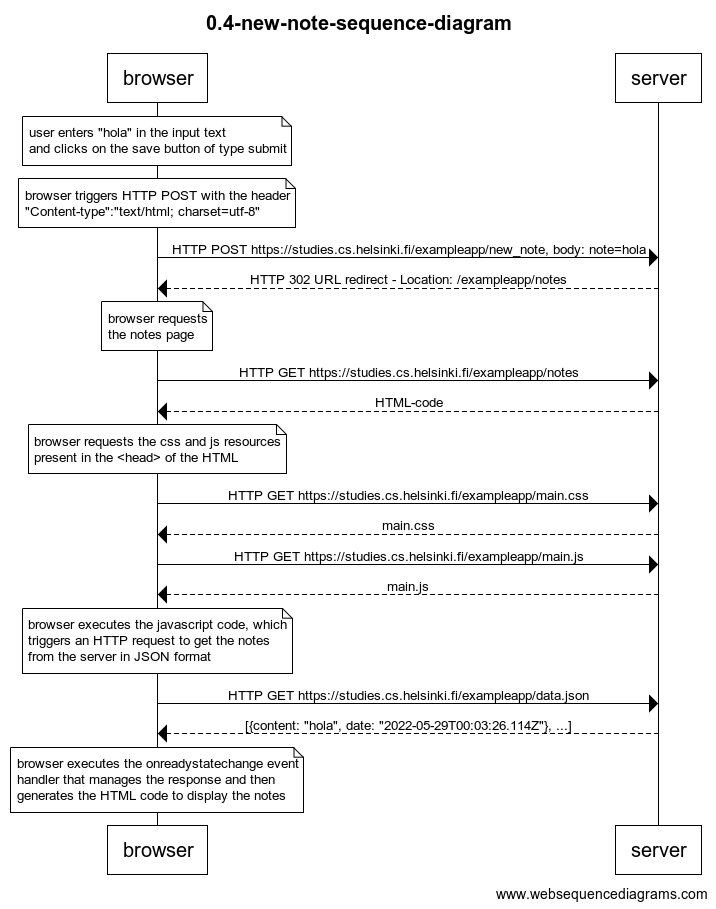 0.4-new-note-sequence-diagram
browser
server
user enters "hola" in the input text
and clicks on the save button of type submit
browser triggers HTTP POST with the header
"Content-type":"text/html; charset=utf-8"
HTTP POST https://studies.cs.helsinki.fi/exampleapp/new_note, body: note=hola
HTTP 302 URL redirect - Location: /exampleapp/notes
browser requests
the notes page
HTTP GET https://studies.cs.helsinki.fi/exampleapp/notes
HTML-code
browser requests the css and js resources
present in the <head> of the HTML
HTTP GET https://studies.cs.helsinki.fi/exampleapp/main.css
main.css
HTTP GET https://studies.cs.helsinki.fi/exampleapp/main.js
main.js
browser executes the javascript code, which
triggers an HTTP request to get the notes
from the server in JSON format
HTTP GET https://studies.cs.helsinki.fi/exampleapp/data.json
[{content: "hola", date: "2022-05-29T00:03:26.114Z"}, ...]
browser executes the onreadystatechange event
handler that manages the response and then
generates the HTML code to display the notes
browser
server
www.websequencediagrams.com